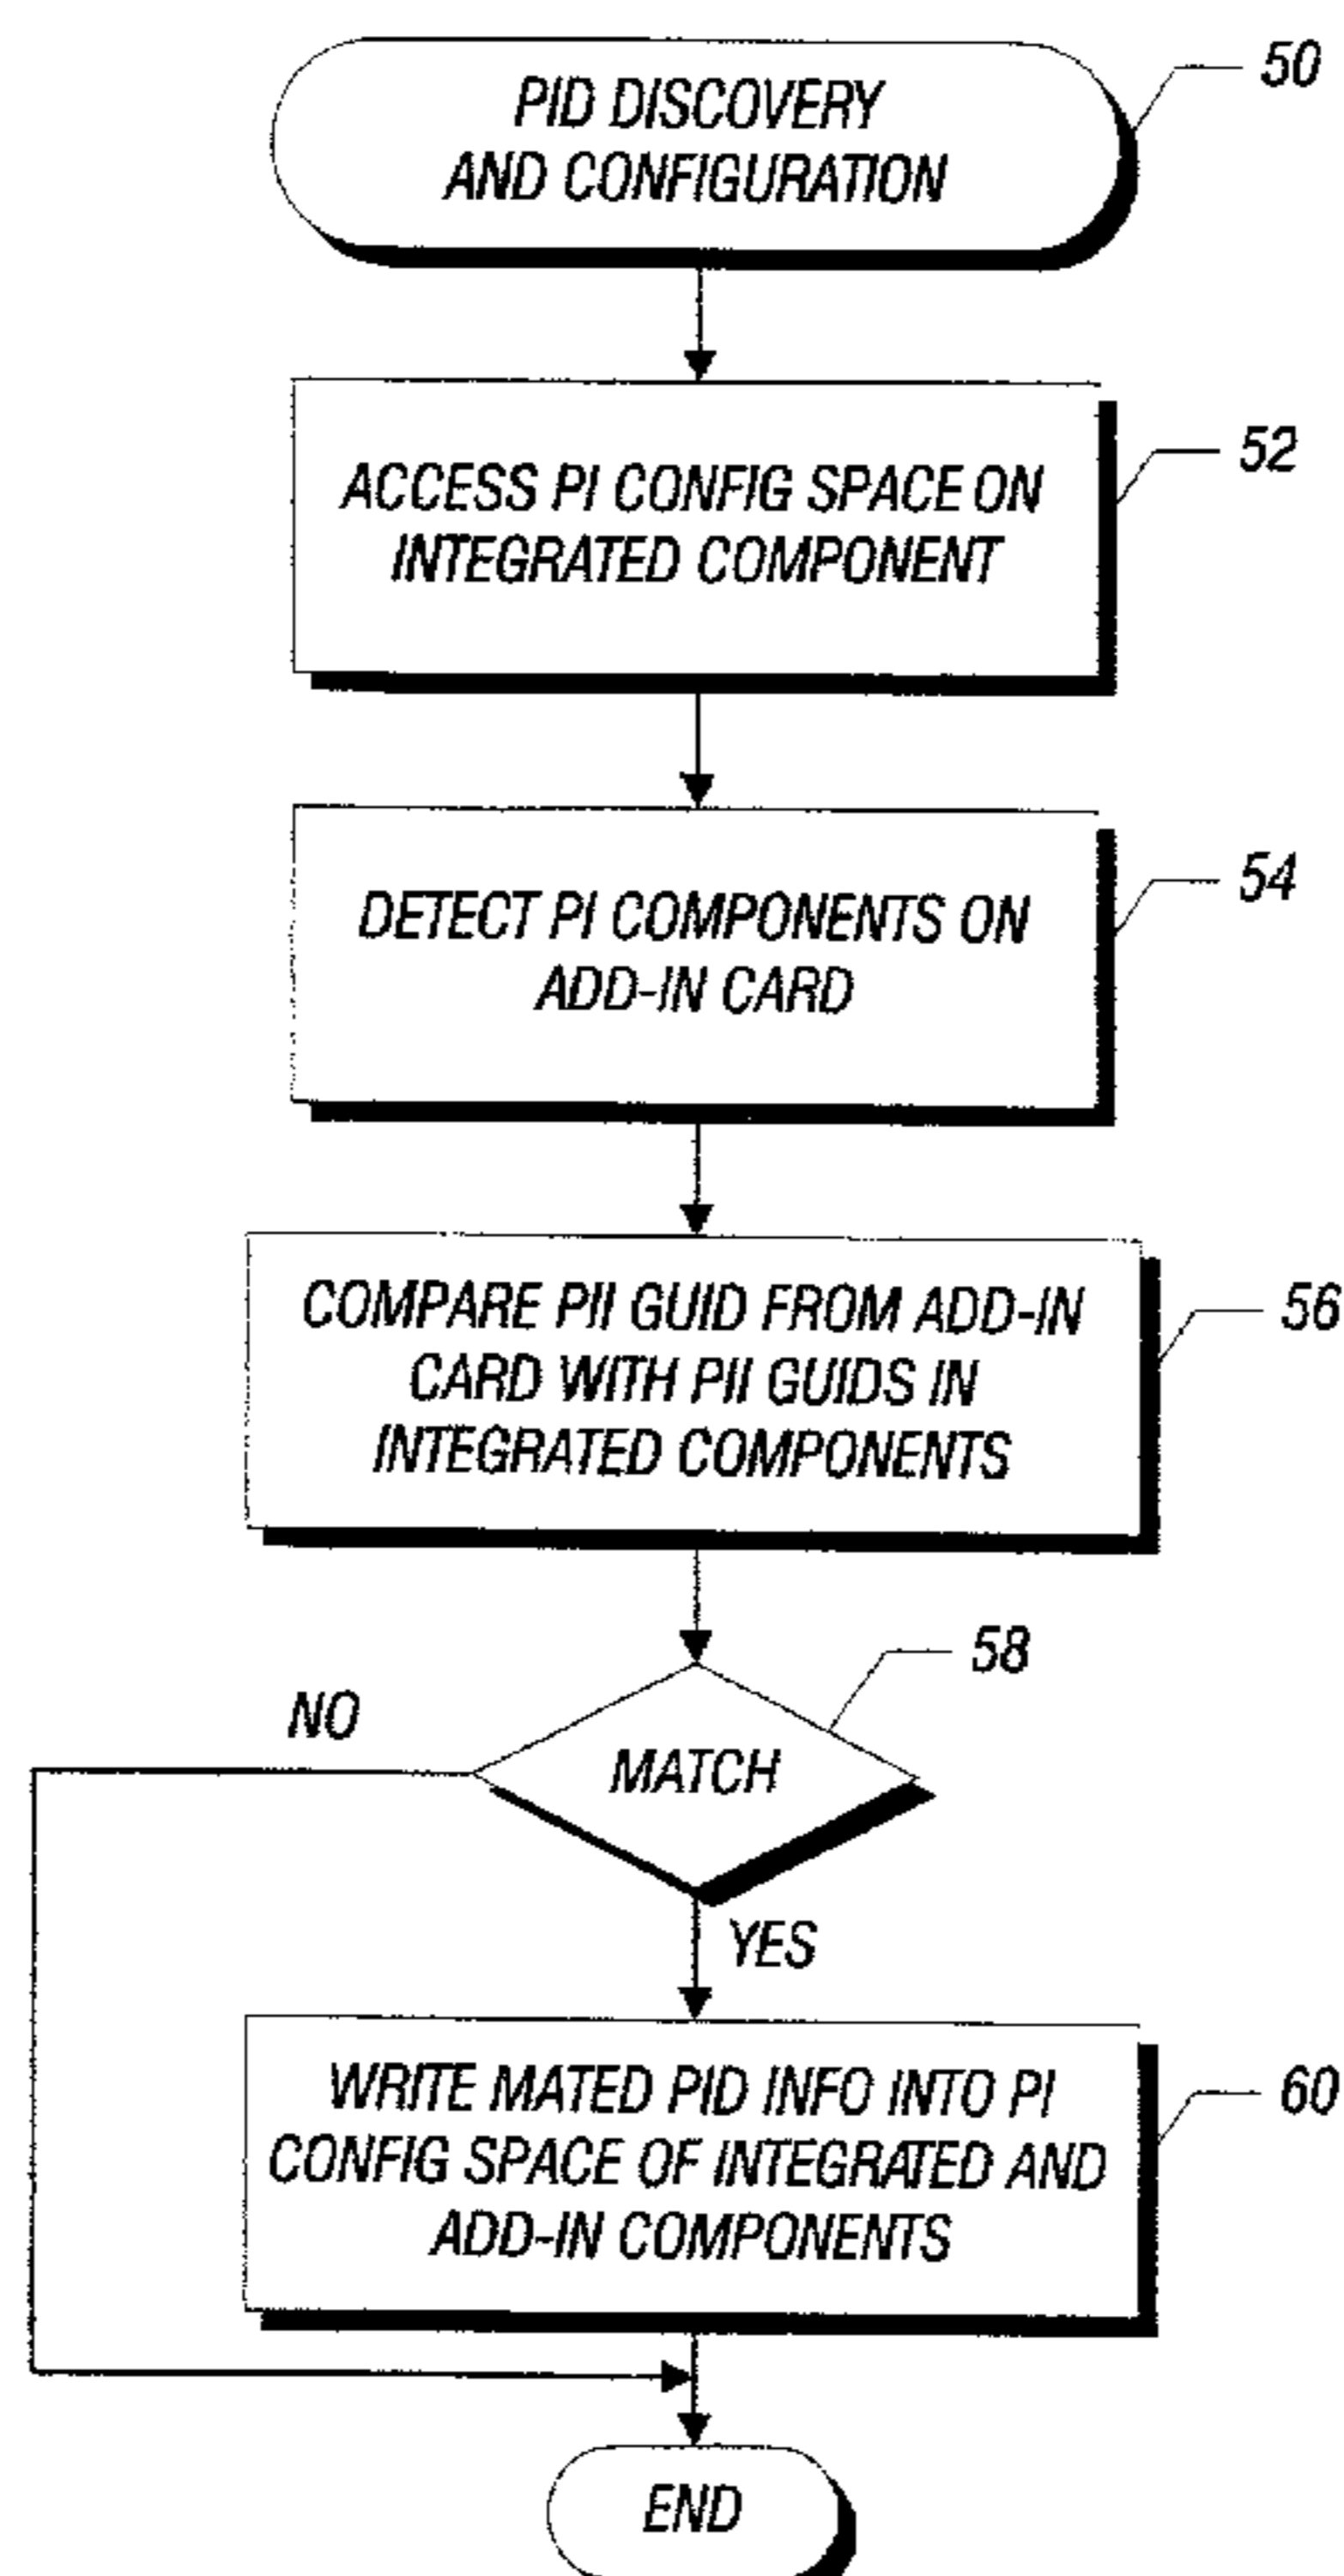 PID DISCOVERY
AND CONFIGURATION
50
ACCESS PI CONFIG SPACE ON
INTEGRATED COMPONENT
52
DETECT PI COMPONENTS ON
ADD-IN CARD
54
COMPARE PII GUID FROM ADD-IN
CARD WITH PII GUIDS IN
INTEGRATED COMPONENTS
56
MATCH
58
NO
YES
WRITE MATED PID INFO INTO PI
CONFIG SPACE OF INTEGRATED AND
ADD-IN COMPONENTS
60
END